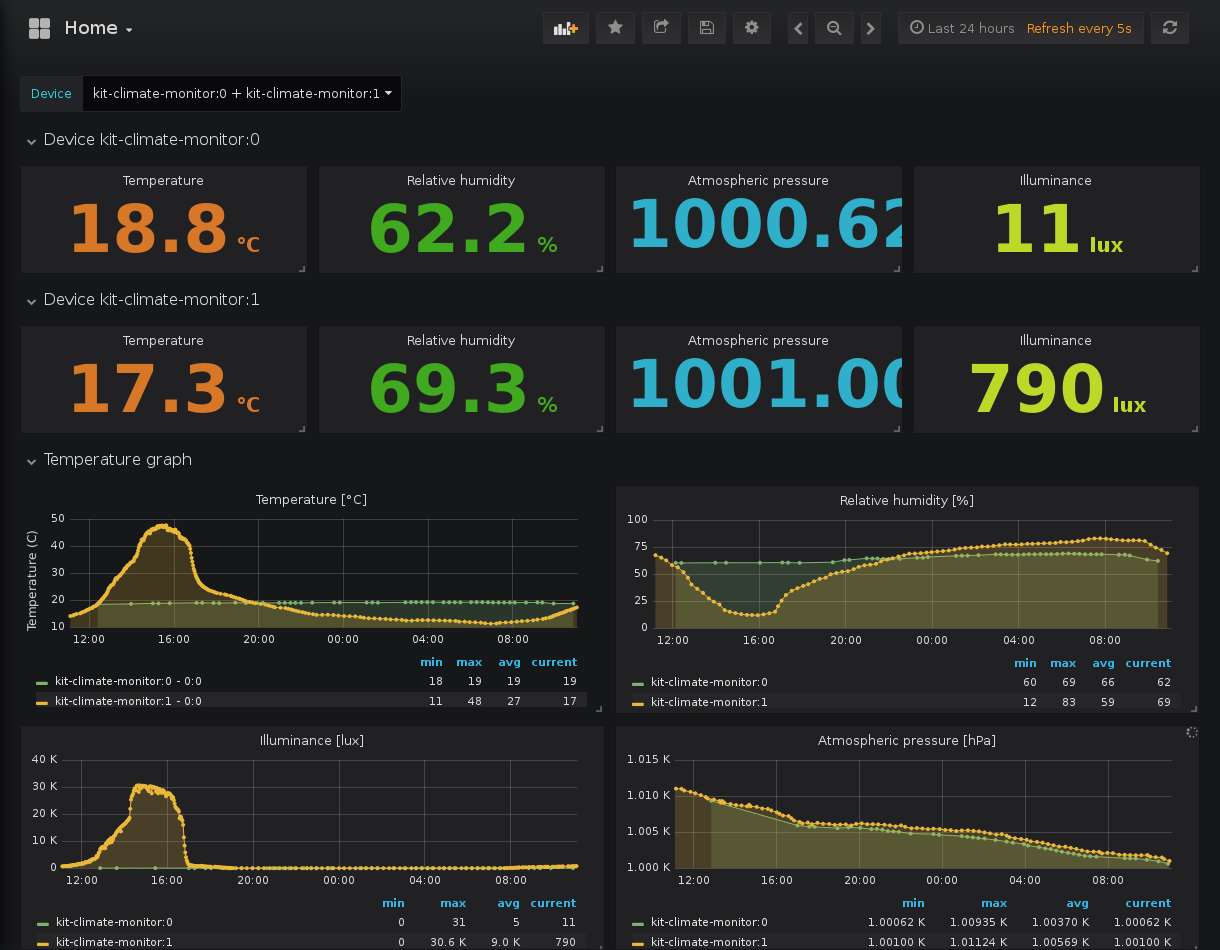 Home
Last 24 hours Refresh every 5s
Device kit-climate-monitor:0 + kit-climate-monitor:1
Device kit-climate-monitor:0
Temperature Relative humidity Atmospheric pressure Illuminance
18.8 °C 62.2 % 1000.62 11 lux
Device kit-climate-monitor:1
Temperature Relative humidity Atmospheric pressure Illuminance
17.3 °C 69.3 % 1001.00 790 lux
Temperature graph
Temperature [°C]
Temperature (C)
50
40
30
20
10
12:00 16:00 20:00 00:00 04:00 08:00
min max avg current
kit-climate-monitor:0 - 0:0 18 19 19 19
kit-climate-monitor:1 - 0:0 11 48 27 17
Relative humidity [%]
100
75
50
25
0
12:00 16:00 20:00 00:00 04:00 08:00
min max avg current
kit-climate-monitor:0 60 69 66 62
kit-climate-monitor:1 12 83 59 69
Illuminance [lux]
40 K
30 K
20 K
10 K
0
12:00 16:00 20:00 00:00 04:00 08:00
min max avg current
kit-climate-monitor:0 0 31 5 11
kit-climate-monitor:1 0 30.6 K 9.0 K 790
Atmospheric pressure [hPa]
1.015 K
1.010 K
1.005 K
1.000 K
12:00 16:00 20:00 00:00 04:00 08:00
min max avg current
kit-climate-monitor:0 1.00062 K 1.00935 K 1.00370 K 1.00062 K
kit-climate-monitor:1 1.00100 K 1.01124 K 1.00569 K 1.00100 K